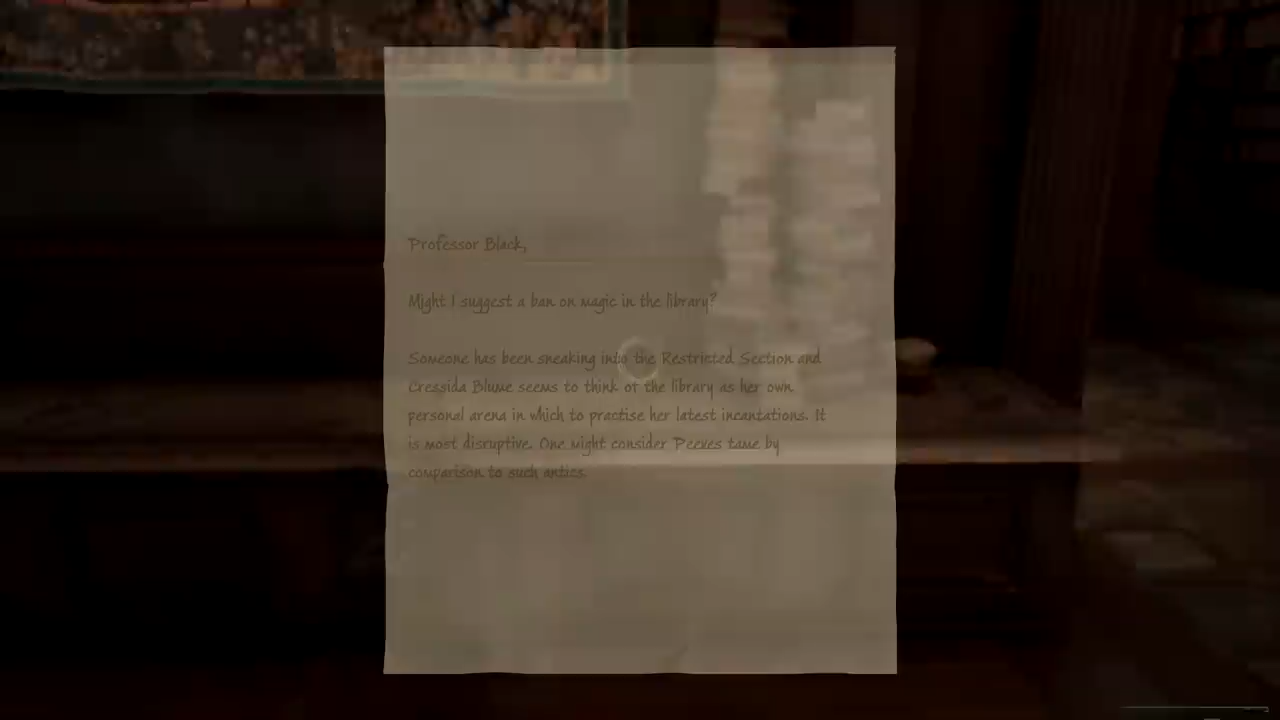 Professor Black,
Might I suggest a ban on magic in the library?
Someone has been sneaking into the Restricted Section and
Cressida Blume seems to think of the library as her own
personal arena in which to practise her latest incantations. It
is most disruptive. One might consider Peeves tame by
comparison to such antics.